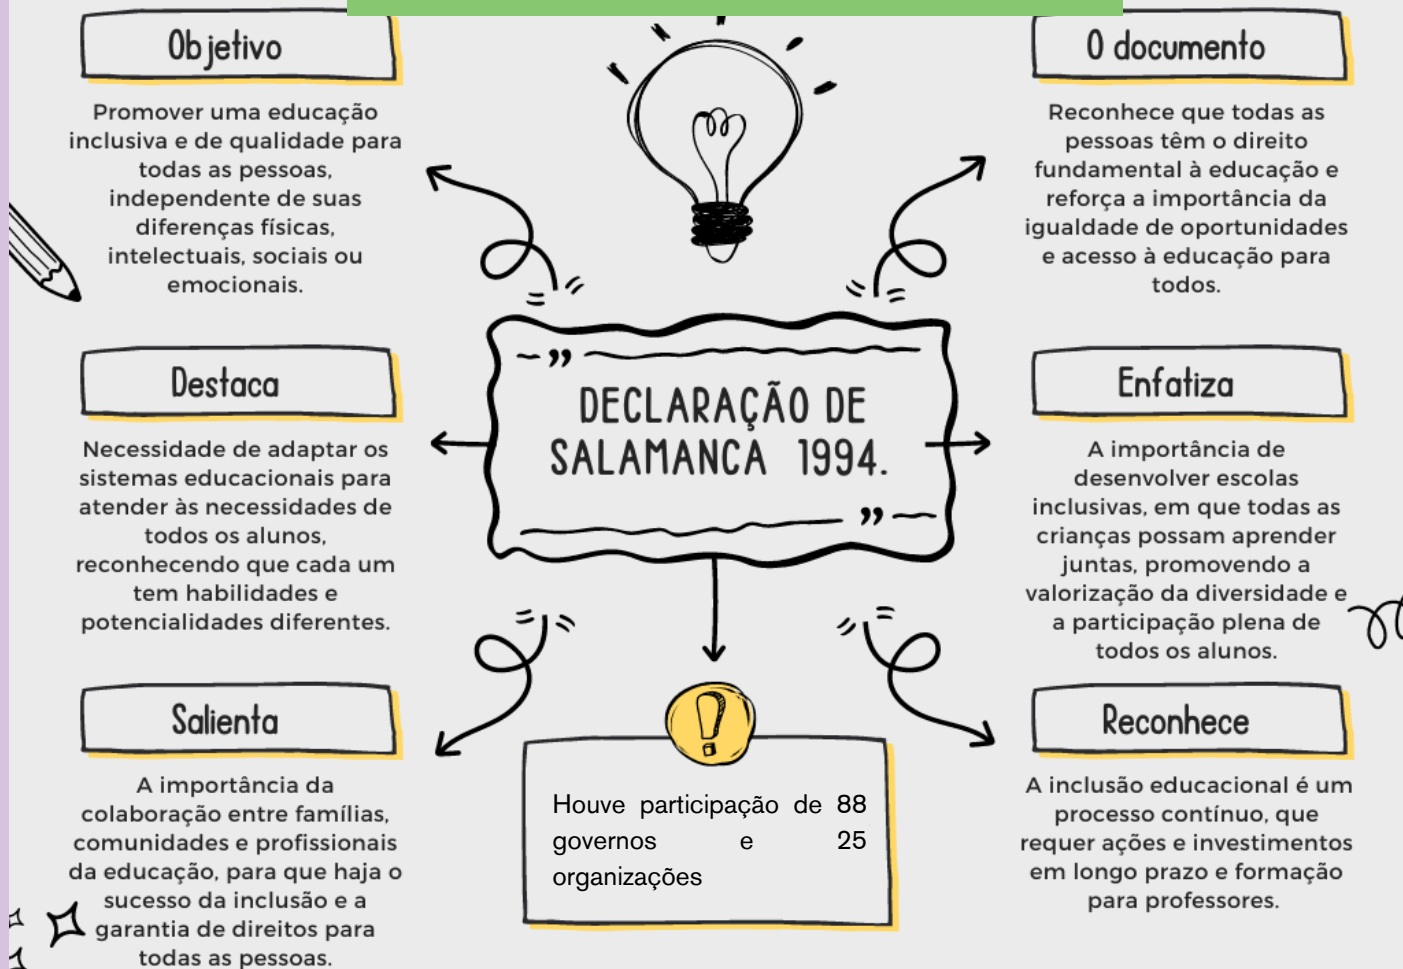 Objetivo
Promover uma educação
inclusiva e de qualidade para
todas as pessoas,
independente de suas
diferenças físicas,
intelectuais, sociais ou
emocionais.
O documento
Reconhece que todas as
pessoas têm o direito
fundamental à educação e
reforça a importância da
igualdade de oportunidades
e acesso à educação para
todos.
DECLARAÇÃO DE
SALAMANCA 1994.
Destaca
Necessidade de adaptar os
sistemas educacionais para
atender às necessidades de
todos os alunos,
reconhecendo que cada um
tem habilidades e
potencialidades diferentes.
Enfatiza
A importância de
desenvolver escolas
inclusivas, em que todas as
crianças possam aprender
juntas, promovendo a
valorização da diversidade e
a participação plena de
todos os alunos.
Salienta
A importância da
colaboração entre famílias,
comunidades e profissionais
da educação, para que haja o
sucesso da inclusão e a
garantia de direitos para
todas as pessoas.
Houve participação de 88
governos e 25
organizações
Reconhece
A inclusão educacional é um
processo contínuo, que
requer ações e investimentos
em longo prazo e formação
para professores.